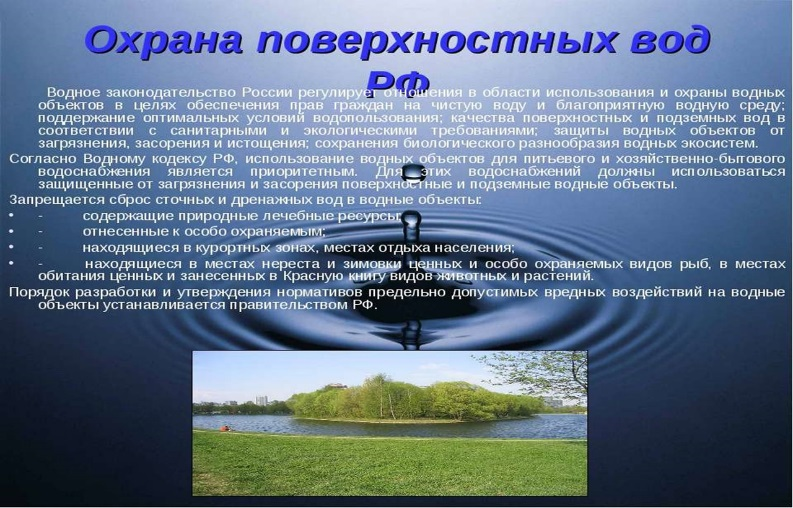 Охрана поверхностных вод
РФ
Водное законодательство России регулирует отношения в области использования и охраны водных
объектов в целях обеспечения прав граждан на чистую воду и благоприятную водную среду;
поддержание оптимальных условий водопользования; качества поверхностных и подземных вод в
соответствии с санитарными и экологическими требованиями; защиты водных объектов от
загрязнения, засорения и истощения; сохранения биологического разнообразия водных экосистем.
Согласно Водному кодексу РФ, использование водных объектов для питьевого и хозяйственно-бытового
водоснабжения является приоритетным. Для этих водоснабжений должны использоваться
защищенные от загрязнения и засорения поверхностные и подземные водные объекты.
Запрещается сброс сточных и дренажных вод в водные объекты:
• - содержащие природные лечебные ресурсы;
• - отнесенные к особо охраняемым;
• - находящиеся в курортных зонах, местах отдыха населения;
• - находящиеся в местах нереста и зимовки ценных и особо охраняемых видов рыб, в местах
обитания ценных и занесенных в Красную книгу видов животных и растений.
Порядок разработки и утверждения нормативов предельно допустимых вредных воздействий на водные
объекты устанавливается правительством РФ.